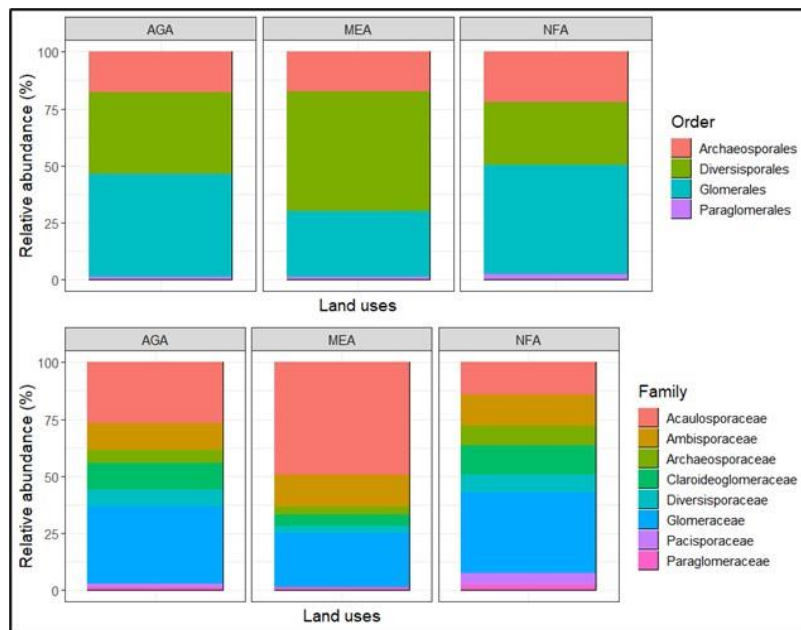 AGA MEA NFA
Relative abundance (%)
100
75
50
25
0
Land uses
Order
Archaeosporales
Diversisporales
Glomerales
Paraglomerales
AGA MEA NFA
Relative abundance (%)
100
75
50
25
0
Land uses
Family
Acaulosporaceae
Ambisporaceae
Archaeosporaceae
Claroideoglomeraceae
Diversisporaceae
Glomeraceae
Pacisporaceae
Paraglomeraceae